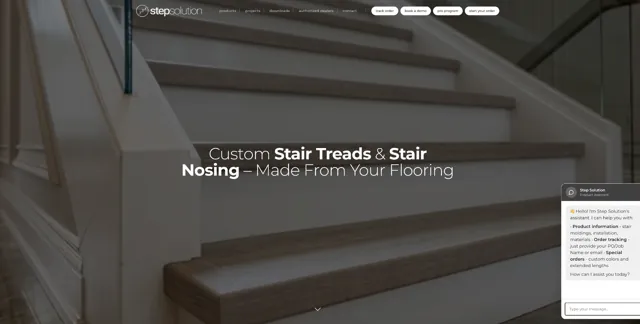 stepsolution
products projects downloads authorized dealers contact
track order book a demo pro program start your order
Custom Stair Treads & Stair
Nosing – Made From Your Flooring
Step Solution
Hello! I'm Step Solution's
assistant. I can help you with:
- Product information - stair
moldings, installation,
materials - Order tracking -
just provide your PO/Job
Name or email - Special
orders - custom colors and
extended lengths
How can I assist you today?
Type your message...